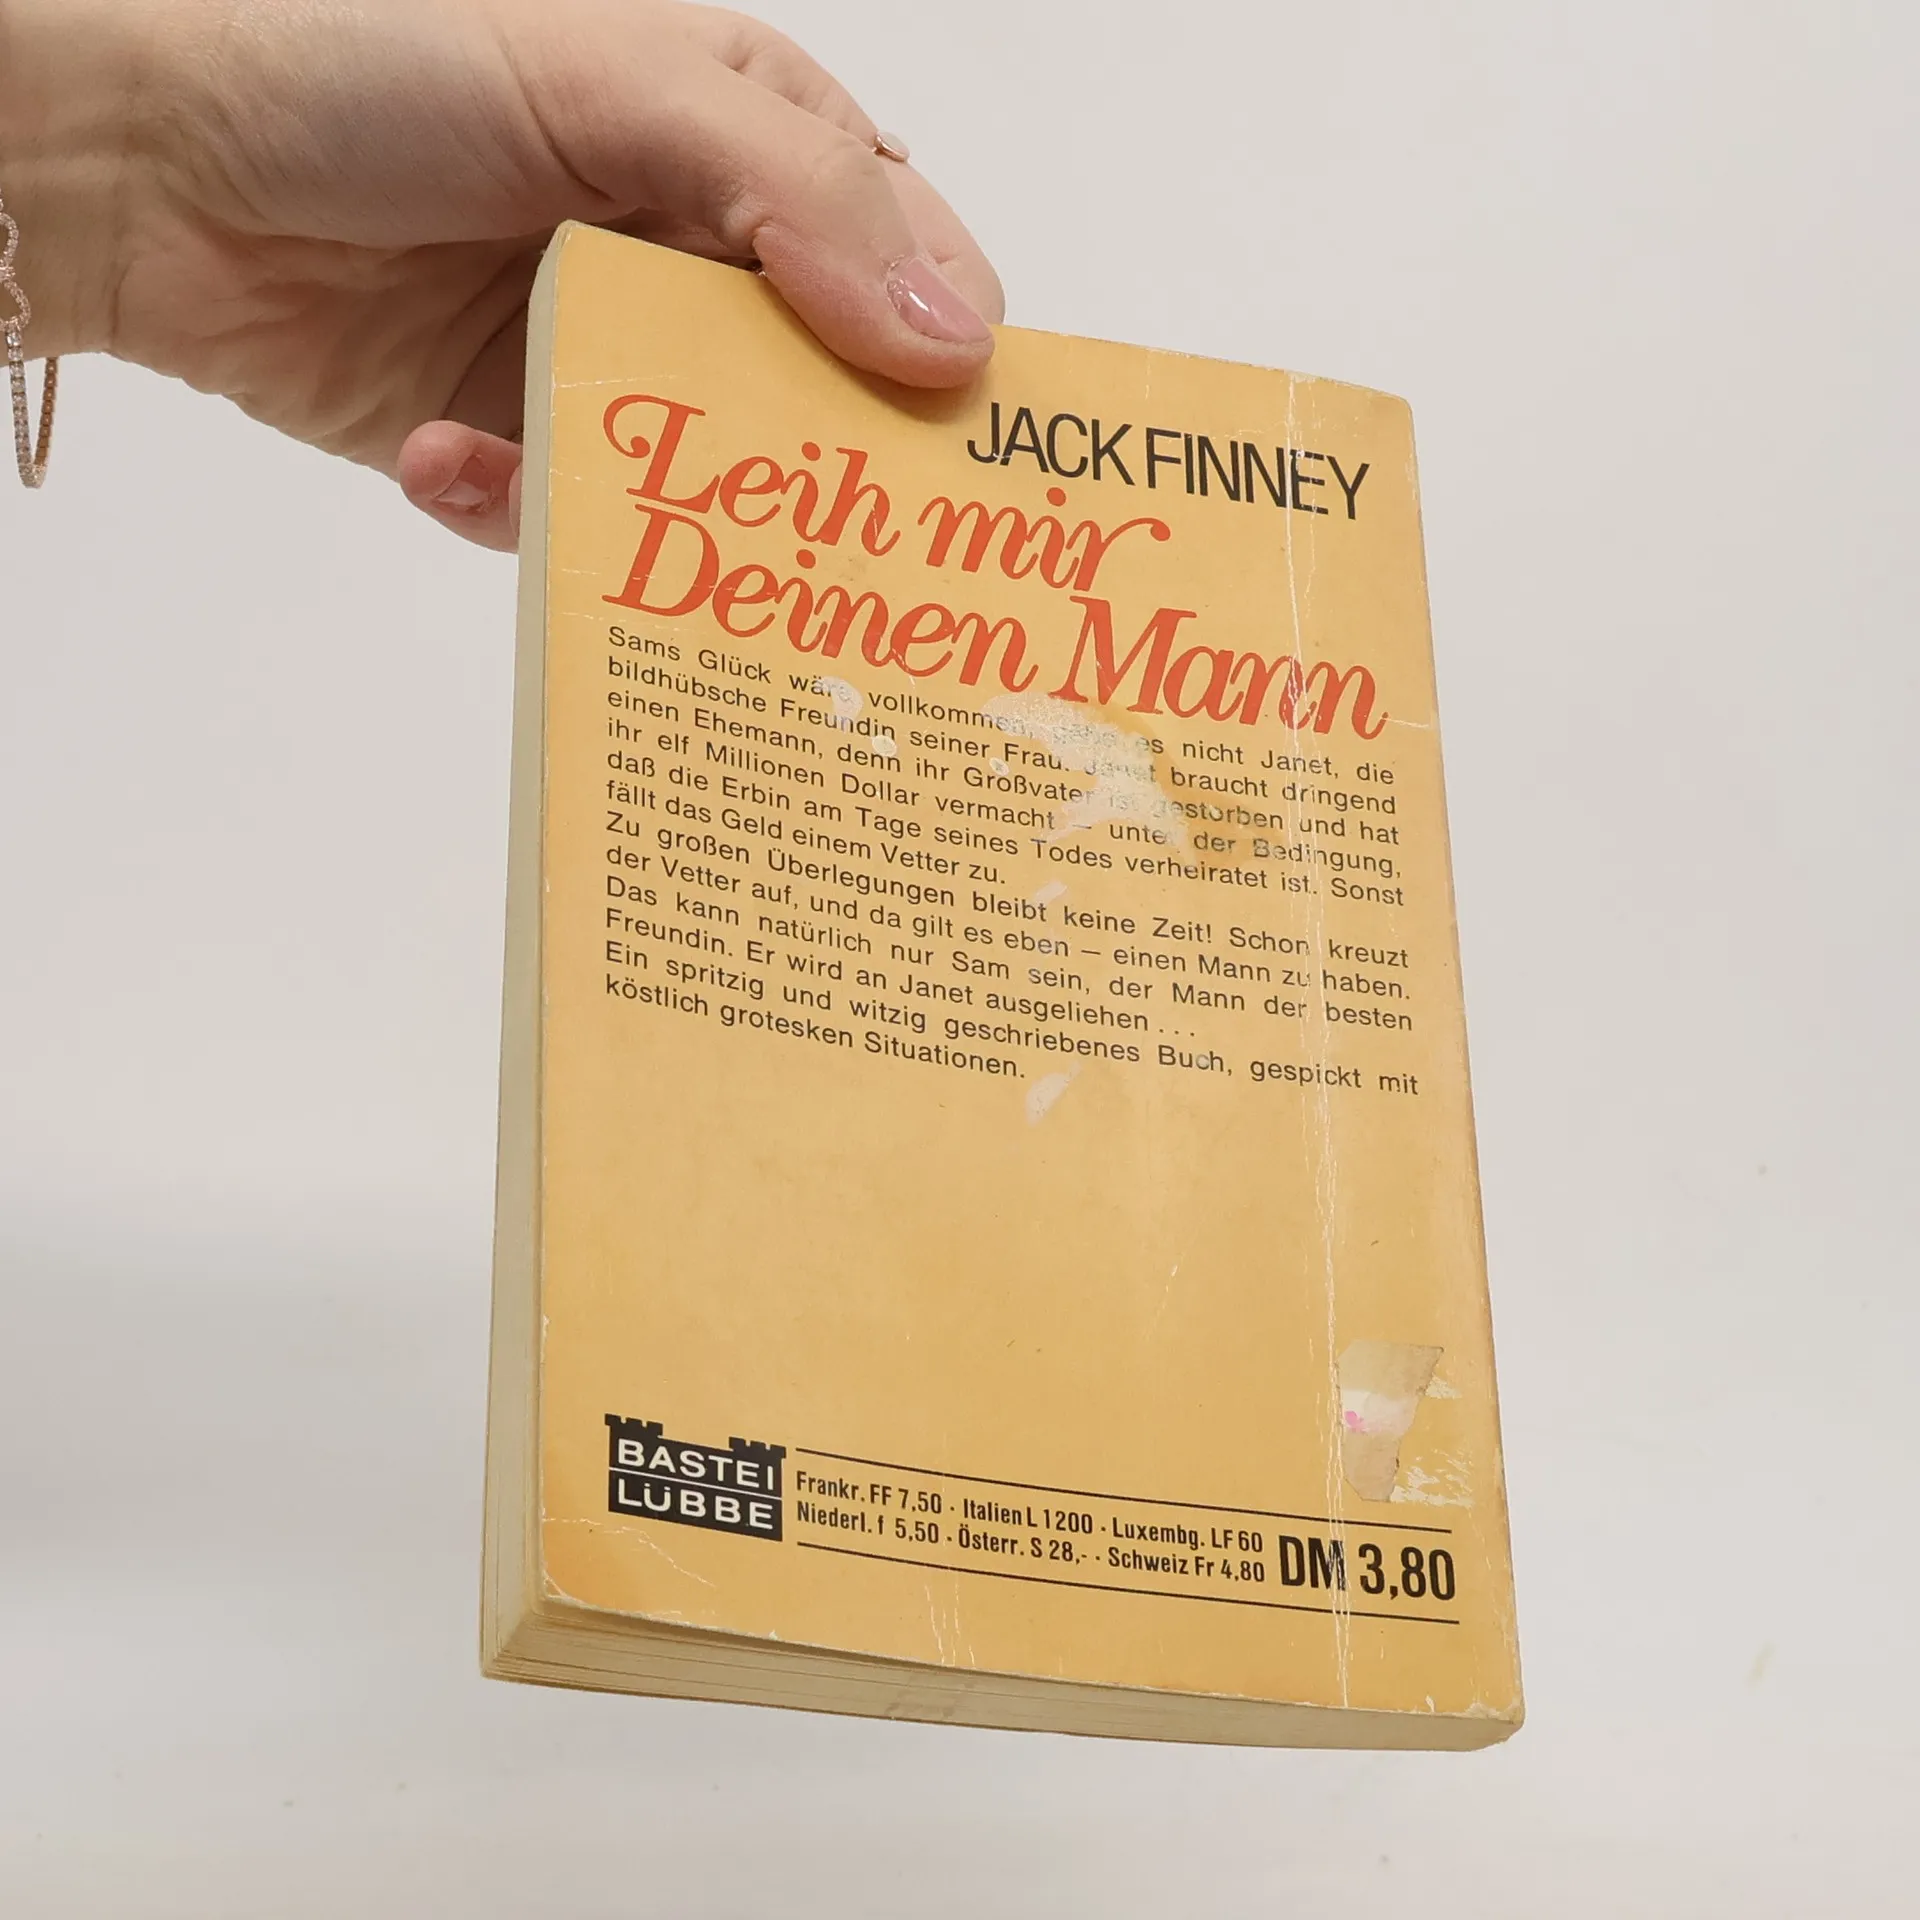 JACK FINNEY
Leih mir
Deinen Mann
Sams Glück wäre vollkommen, gäbe es nicht Janet, die
bildhübsche Freundin seiner Frau. Janet braucht dringend
einen Ehemann, denn ihr Großvater ist gestorben und hat
ihr elf Millionen Dollar vermacht – unter der Bedingung,
daß die Erbin am Tage seines Todes verheiratet ist. Sonst
fällt das Geld einem Vetter zu.
Zu großen Überlegungen bleibt keine Zeit! Schon kreuzt
der Vetter auf, und da gilt es eben – einen Mann zu haben.
Das kann natürlich nur Sam sein, der Mann der besten
Freundin. Er wird an Janet ausgeliehen ...
Ein spritzig und witzig geschriebenes Buch, gespickt mit
köstlich grotesken Situationen.
BASTEI
LÜBBE
Frankr. FF 7,50 · Italien L 1200 · Luxembg. LF 60
Niederl. f 5,50 · Österr. S 28,- · Schweiz Fr 4,80
DM 3,80